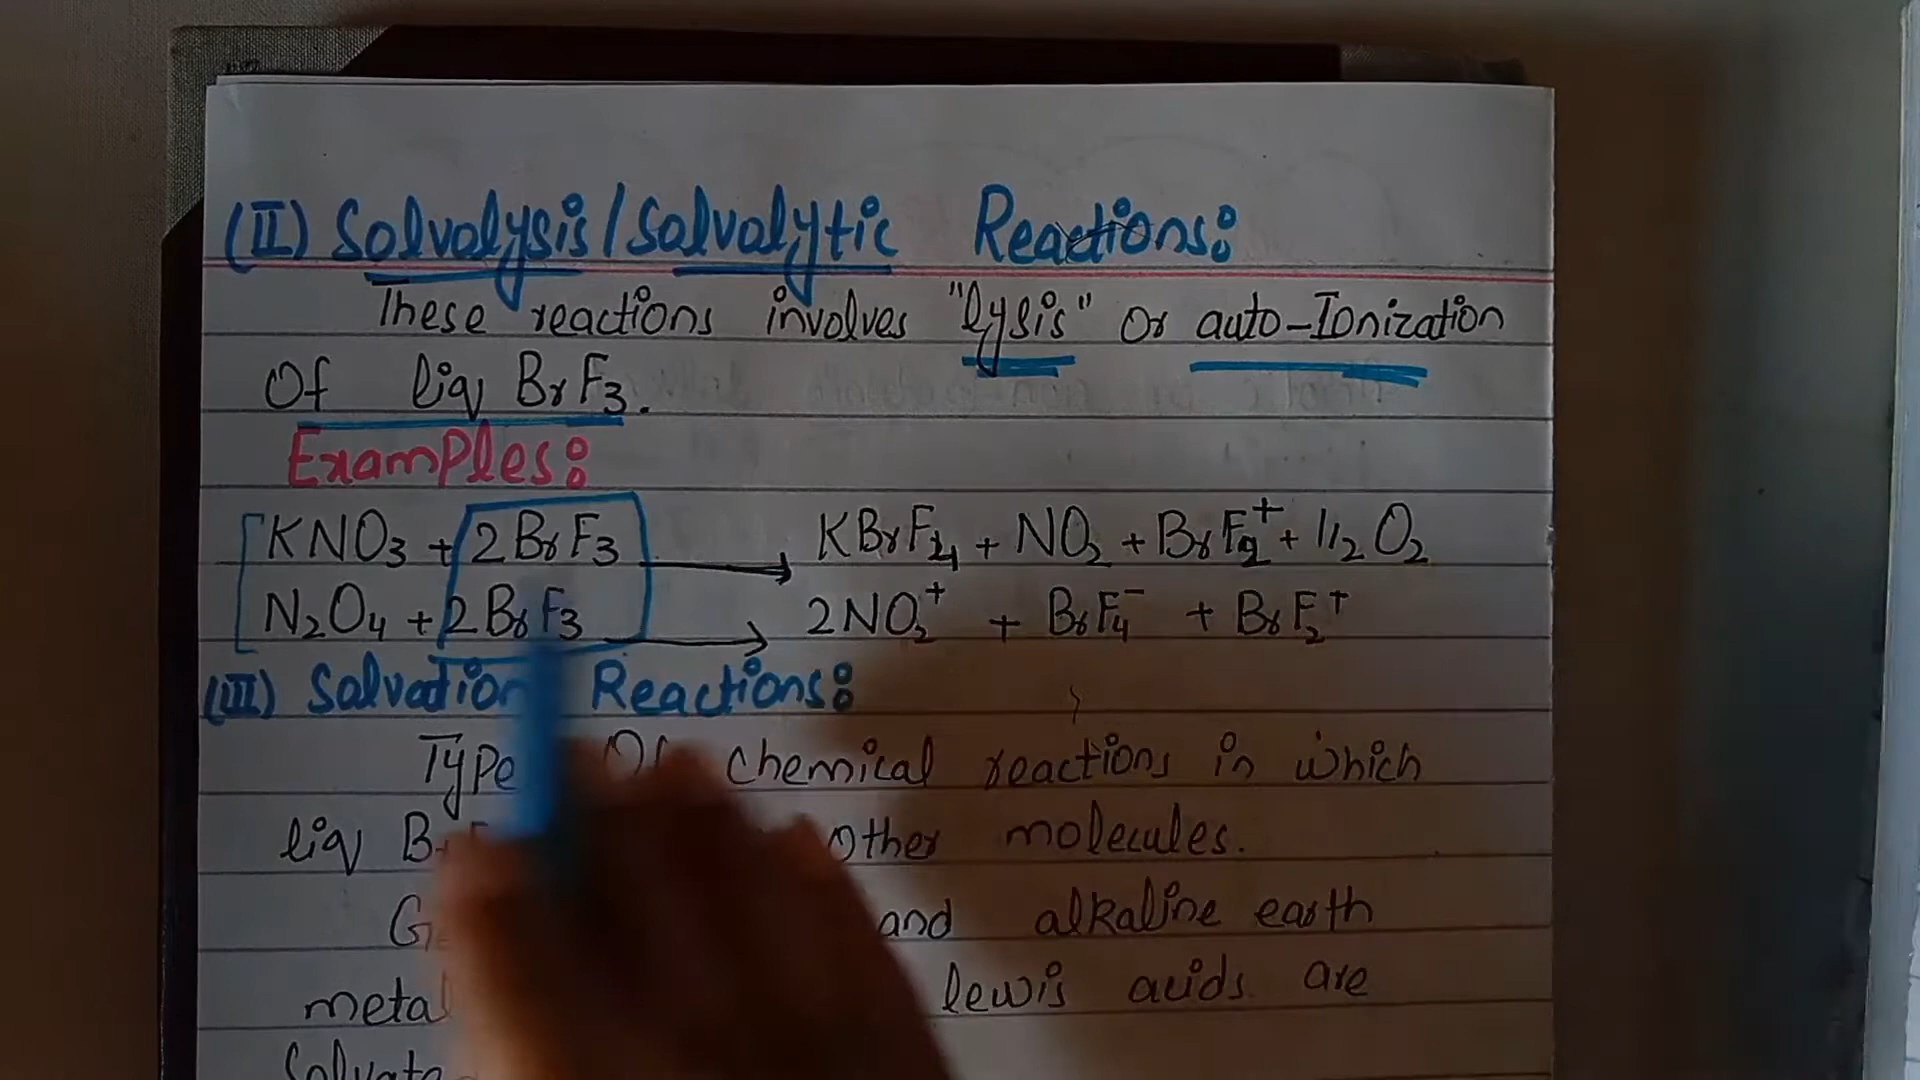 (II) Solvolysis/Solvolytic Reactions:
These reactions involves "lysis" Or auto-Ionization
Of liq BrF3.
Examples:
KNO3 + 2BrF3 → KBrF4 + NO2 + BrF2+ + 1/2 O2
N2O4 + 2BrF3 → 2NO2+ + BrF4- + BrF2+
(III) Solvation Reactions:
Type Of chemical reactions in which
liq other molecules.
and alkaline earth
metal lewis acids are